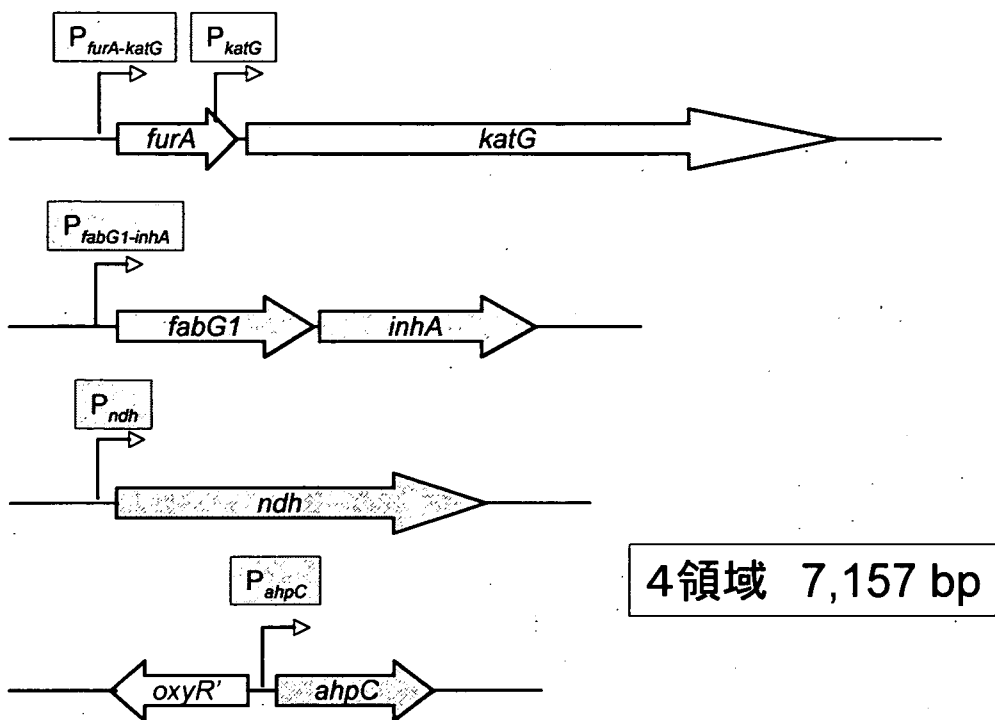 PfurA-katG PkatG
furA katG
PfabG1-inhA
fabG1 inhA
Pndh
ndh
PahpC
4領域 7,157 bp
oxyR' ahpC